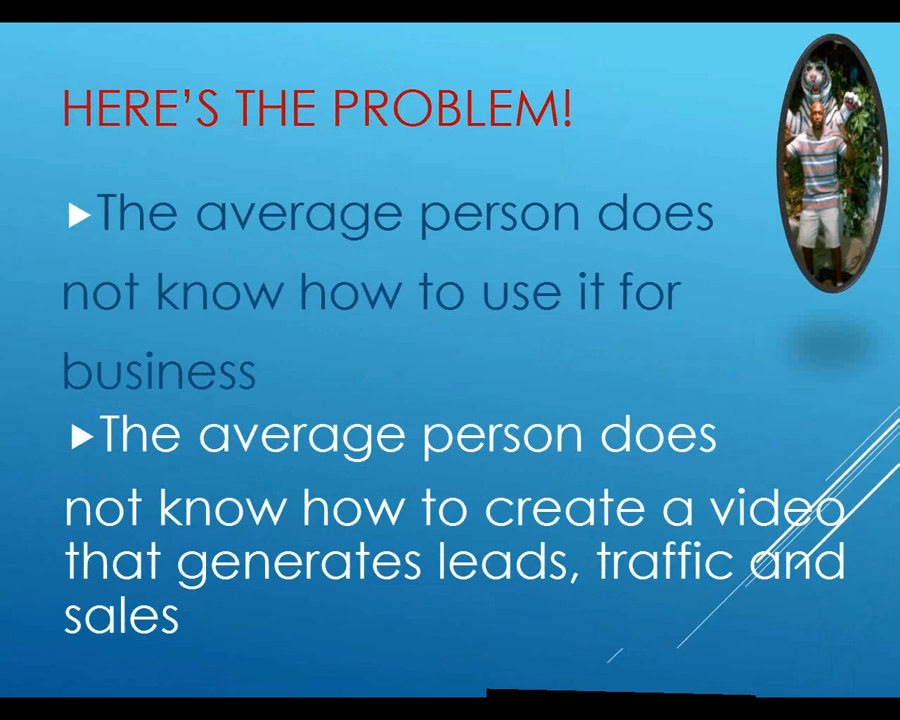 HERE'S THE PROBLEM!
The average person does
not know how to use it for
business
The average person does
not know how to create a video
that generates leads, traffic and
sales